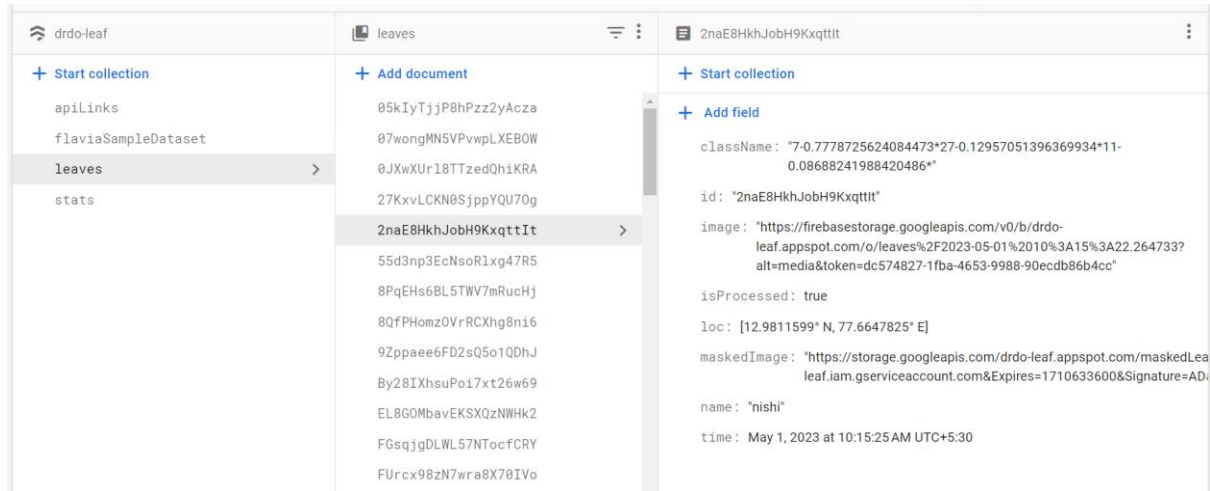 drdo-leaf
Start collection
apiLinks
flaviaSampleDataset
leaves
stats
leaves
Add document
05kIyTjjP8hPzz2yAcza
07wongMN5VPvwpLXEBOW
0JXwXUrl8TTzedQhiKRA
27KxvLCKN0SjppYQU7Og
2naE8HkhJobH9KxqttIt
55d3np3EcNsoRlxg47R5
8PqEHs6BL5TWV7mRucHj
8QfPHomzOVrRCXhg8ni6
9Zppaee6FD2sQ5o1QDhJ
By28IXhsuPoi7xt26w69
EL8GOMbavEKSXQzNWHk2
FGsqjgDLWL57NTocfCRY
FUrcx98zN7wra8X70IVo
2naE8HkhJobH9KxqttIt
Start collection
Add field
className: "7-0.7778725624084473*27-0.12957051396369934*11-
0.08688241988420486*"
id: "2naE8HkhJobH9KxqttIt"
image: "https://firebasestorage.googleapis.com/v0/b/drdo-
leaf.appspot.com/o/leaves%2F2023-05-01%2010%3A15%3A22.264733?
alt=media&token=dc574827-1fba-4653-9988-90ecdb86b4cc"
isProcessed: true
loc: [12.9811599° N, 77.6647825° E]
maskedImage: "https://storage.googleapis.com/drdo-leaf.appspot.com/maskedLea
leaf.iam.gserviceaccount.com&Expires=1710633600&Signature=AD
name: "nishi"
time: May 1, 2023 at 10:15:25 AM UTC+5:30